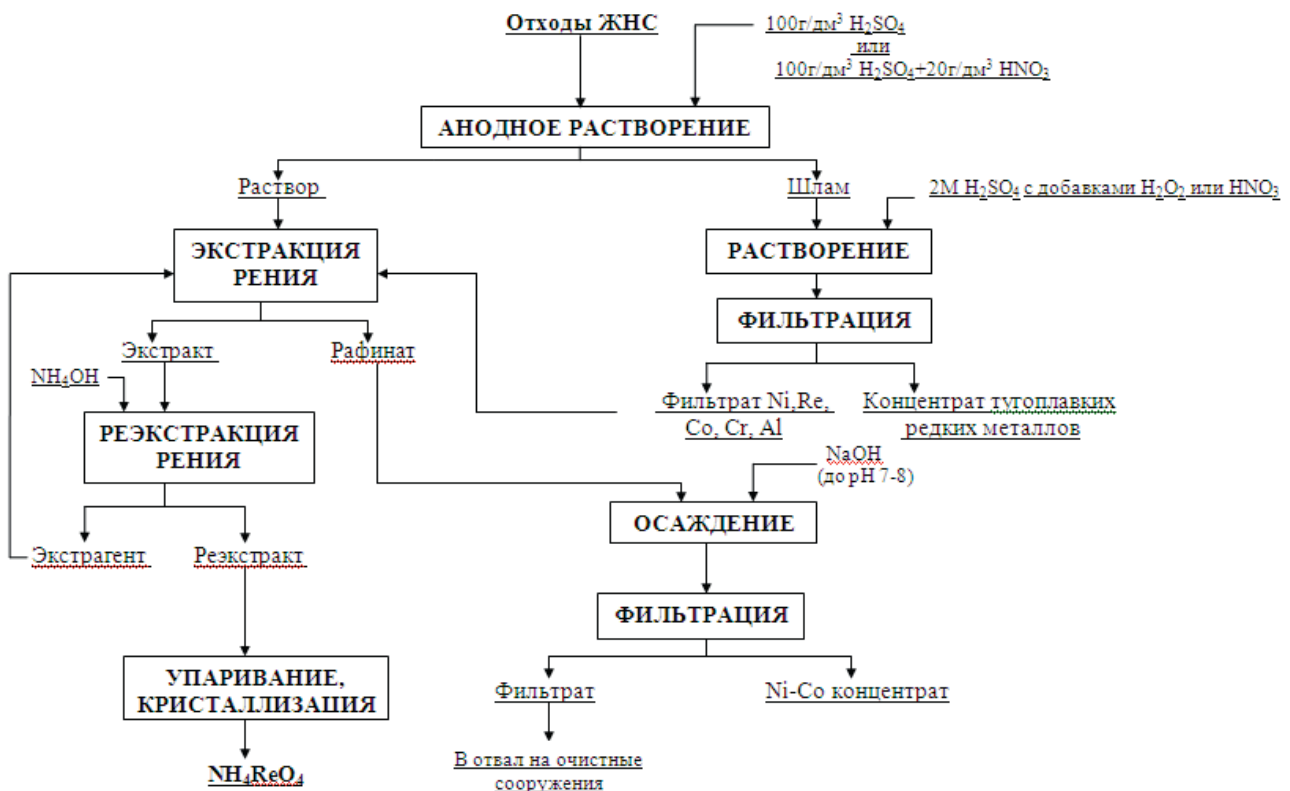 Отходы ЖНС
100г/дм³ H₂SO₄
или
100г/дм³ H₂SO₄+20г/дм³ HNO₃
АНОДНОЕ РАСТВОРЕНИЕ
Раствор
Шлам
2М H₂SO₄ с добавками H₂O₂ или HNO₃
ЭКСТРАКЦИЯ
РЕНИЯ
РАСТВОРЕНИЕ
ФИЛЬТРАЦИЯ
Экстракт
Рафинат
NH₄OH
Фильтрат Ni,Re,
Co, Cr, Al
Концентрат тугоплавких
редких металлов
РЕЭКСТРАКЦИЯ
РЕНИЯ
NaOH
(до pH 7-8)
ОСАЖДЕНИЕ
Экстрагент
Реэкстракт
ФИЛЬТРАЦИЯ
УПАРИВАНИЕ,
КРИСТАЛЛИЗАЦИЯ
Фильтрат
Ni-Co концентрат
NH₄ReO₄
В отвал на очистные
сооружения